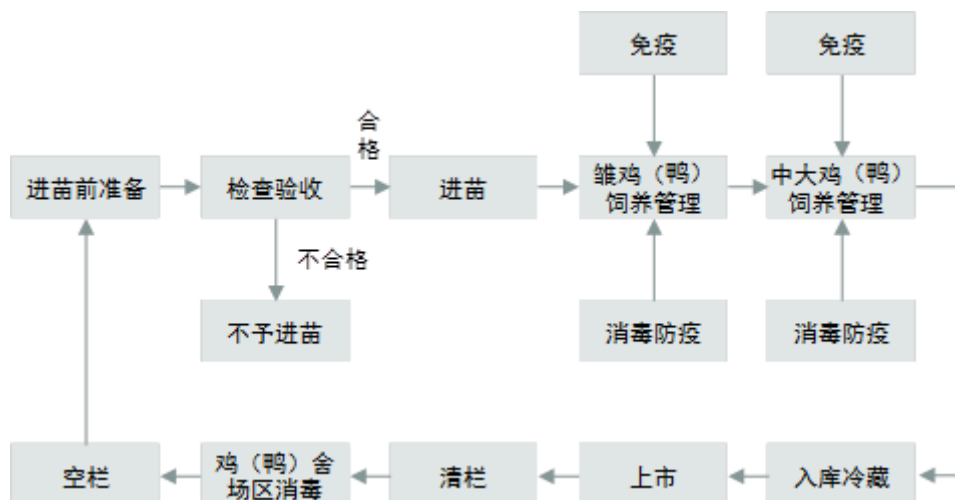 免疫
免疫
合
格
进苗前准备
检查验收
进苗
雏鸡（鸭）
饲养管理
中大鸡（鸭）
饲养管理
不合格
不予进苗
消毒防疫
消毒防疫
空栏
鸡（鸭）舍
场区消毒
清栏
上市
入库冷藏